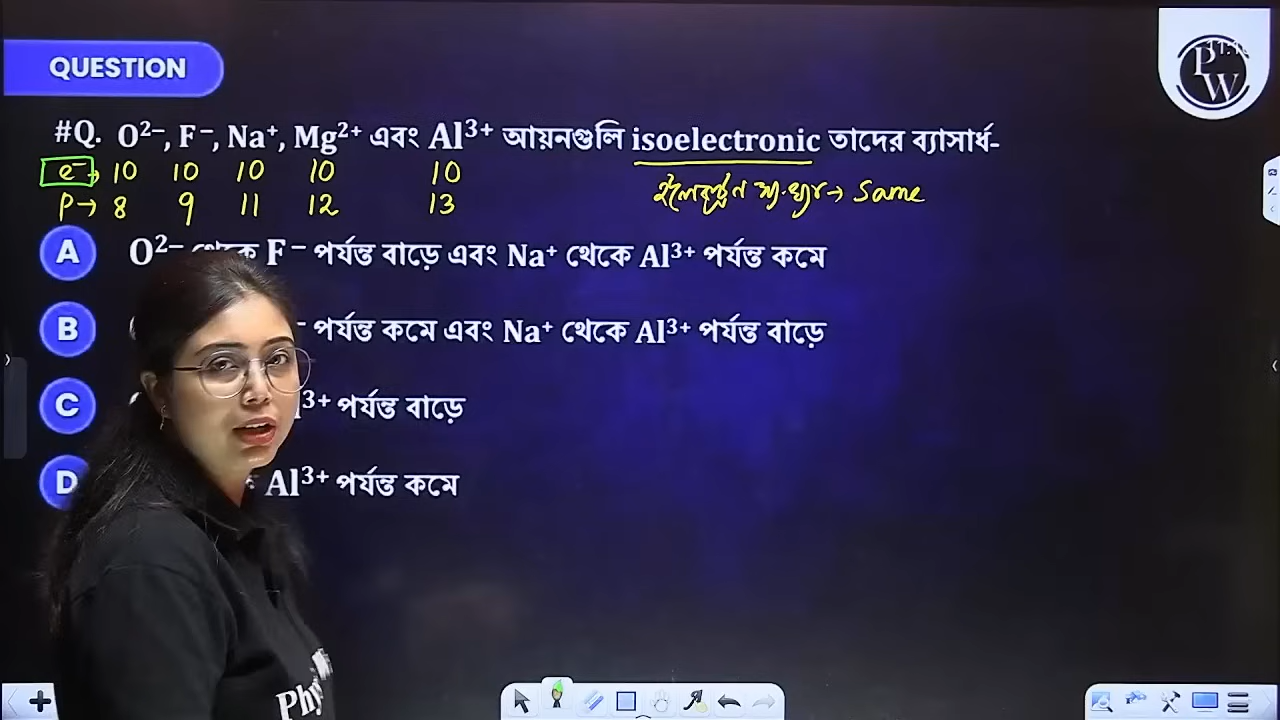 QUESTION
PW
#Q. O²⁻, F⁻, Na⁺, Mg²⁺ এবং Al³⁺ আয়নগুলি isoelectronic তাদের ব্যাসার্ধ-
e⁻→ 10 10 10 10 10
P→ 8 9 11 12 13
ইলেকট্রন সংখ্যা→ Same
A O²⁻ থেকে F⁻ পর্যন্ত বাড়ে এবং Na⁺ থেকে Al³⁺ পর্যন্ত কমে
B পর্যন্ত কমে এবং Na⁺ থেকে Al³⁺ পর্যন্ত বাড়ে
C ³⁺ পর্যন্ত বাড়ে
D Al³⁺ পর্যন্ত কমে